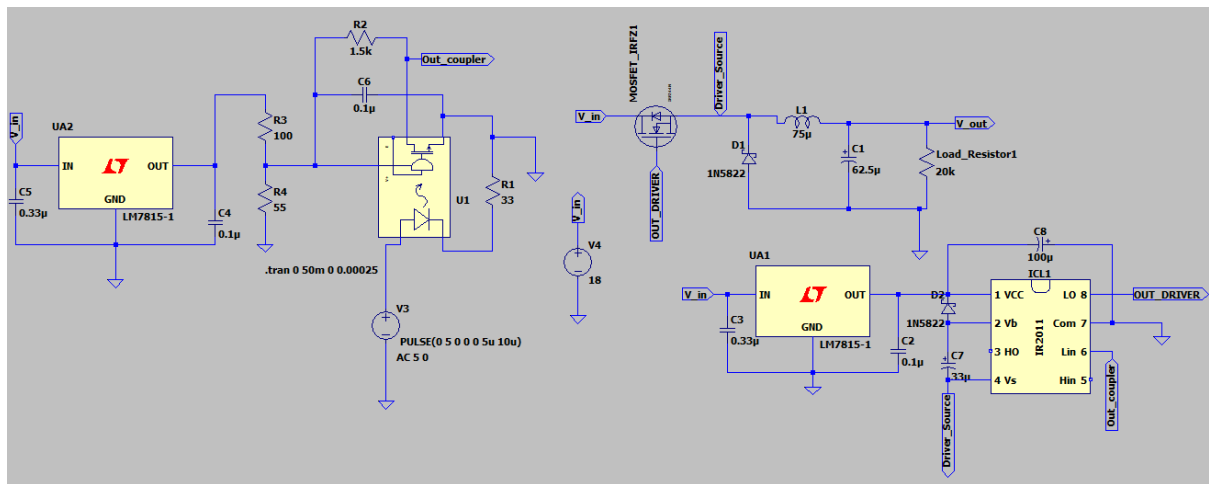 V_in
UA2
IN
OUT
GND
LM7815-1
C5
0.33µ
C4
0.1µ
R3
100
R4
55
R2
1.5k
Out_coupler
C6
0.1µ
U1
R1
33
.tran 0 50m 0 0.00025
V3
PULSE(0 5 0 0 0 5u 10u)
AC 5 0
V_in
V4
18
MOSFET_IRFZ1
V_in
OUT_DRIVER
Driver_Source
D1
1N5822
L1
75µ
C1
62.5µ
V_out
Load_Resistor1
20k
V_in
UA1
IN
OUT
GND
LM7815-1
C3
0.33µ
C2
0.1µ
D2
1N5822
C7
33µ
Driver_Source
C8
100µ
ICL1
IR2011
1 VCC
2 Vb
3 HO
4 Vs
LO 8
Com 7
Lin 6
Hin 5
OUT_DRIVER
Out_coupler